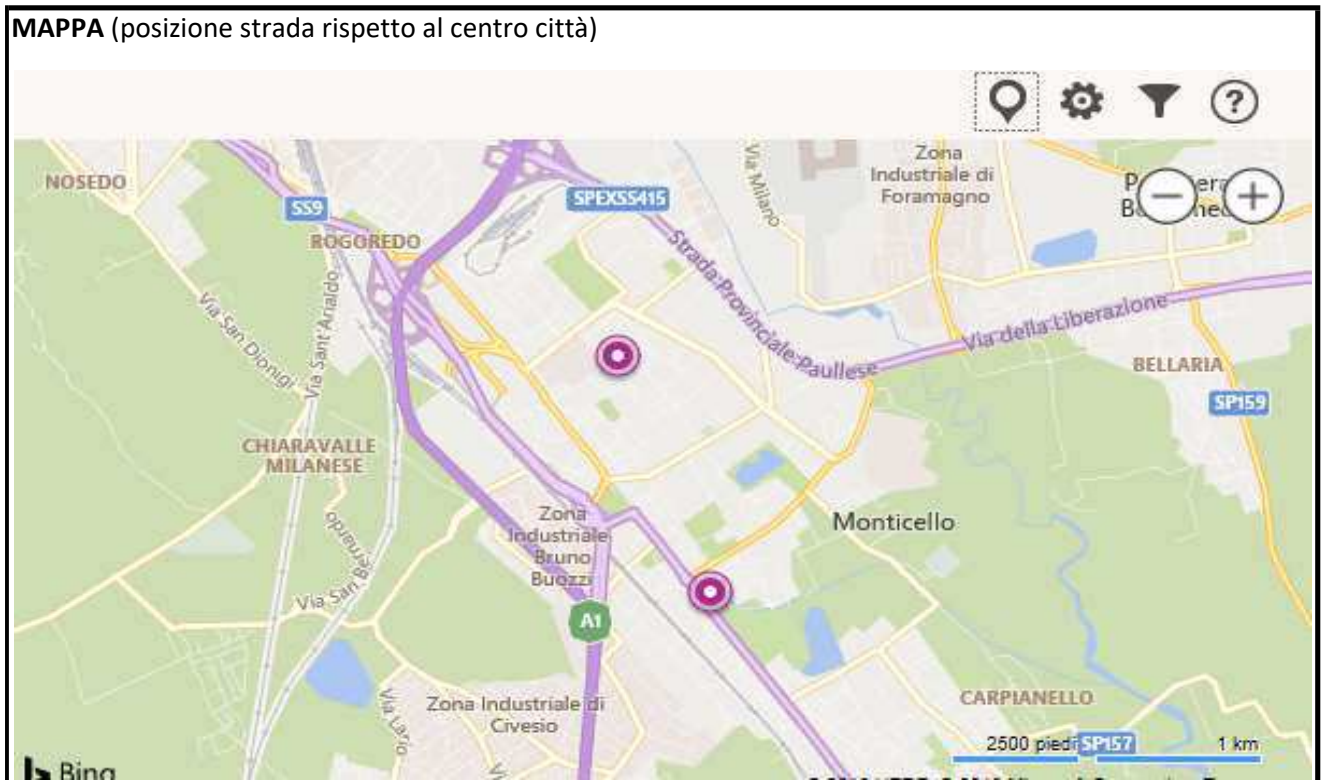 MAPPA (posizione strada rispetto al centro città)
?
NOSEDO
SS9
SPEXSS415
Via Milano
Zona
Industriale di
Foramagno
ROGOREDO
Strada Provinciale Paullese
Via della Liberazione
Via San Dionigi
Via Sant'Arialdo
BELLARIA
SP159
CHIARAVALLE
MILANESE
Monticello
Zona
Industriale
Bruno
Buozzi
Via San Bernardo
A1
CARPIANELLO
Zona Industriale di
Civesio
Via Lario
2500 piedi
SP157
1 km
Bing